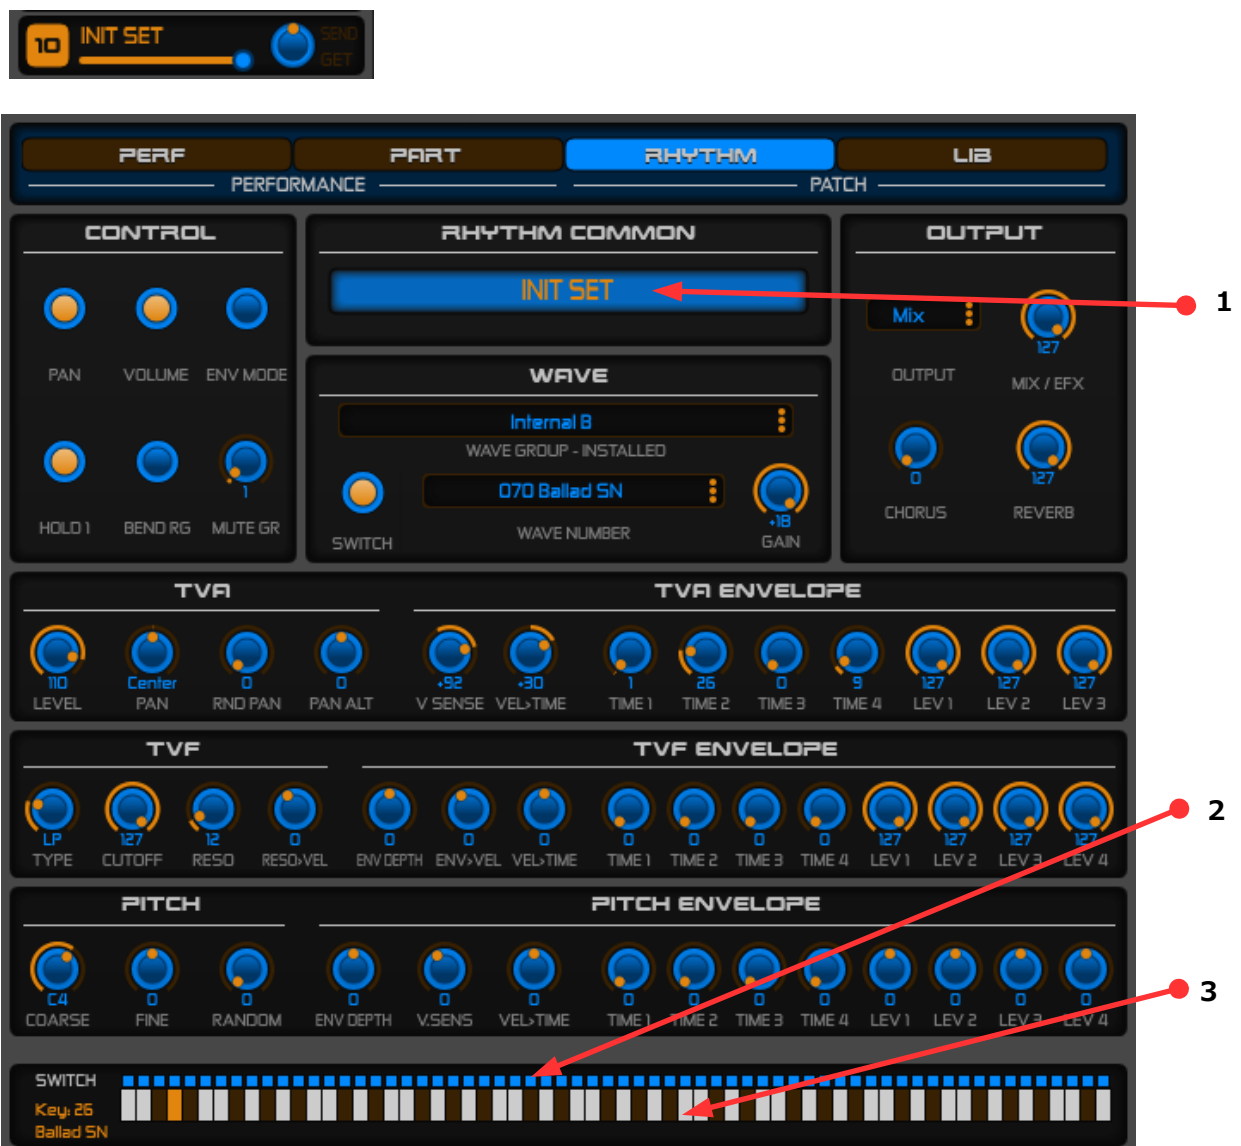 10 INIT SET SEND
GET
PERF PART RHYTHM LIB
PERFORMANCE PATCH
CONTROL RHYTHM COMMON OUTPUT
INIT SET
1
Mix
127
PAN VOLUME ENV MODE
WAVE
OUTPUT MIX / EFX
Internal B
WAVE GROUP - INSTALLED
1
0 127
070 Ballad SN
+18
HOLD 1 BEND RG MUTE GR
SWITCH WAVE NUMBER GAIN
CHORUS REVERB
TVA TVA ENVELOPE
110 Center 0 0 +92 +30 1 26 0 9 127 127 127
LEVEL PAN RND PAN PAN ALT V SENSE VEL>TIME TIME 1 TIME 2 TIME 3 TIME 4 LEV 1 LEV 2 LEV 3
TVF TVF ENVELOPE
2
LP 127 12 0 0 0 0 0 0 0 0 127 127 127 127
TYPE CUTOFF RESO RESO>VEL ENV DEPTH ENV>VEL VEL>TIME TIME 1 TIME 2 TIME 3 TIME 4 LEV 1 LEV 2 LEV 3 LEV 4
PITCH PITCH ENVELOPE
3
C4 0 0 0 0 0 0 0 0 0 0 0 0 0
COARSE FINE RANDOM ENV DEPTH V.SENS VEL>TIME TIME 1 TIME 2 TIME 3 TIME 4 LEV 1 LEV 2 LEV 3 LEV 4
SWITCH
Key: 26
Ballad SN